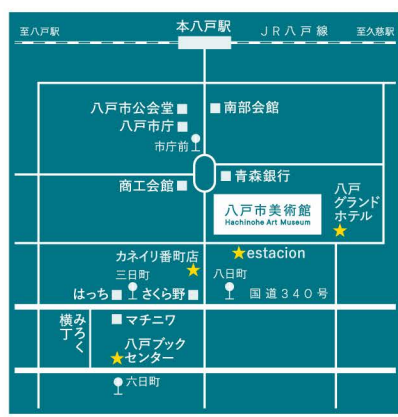 至八戸駅
本八戸駅
JR八戸線
至久慈駅
八戸市公会堂
南部会館
八戸市庁
市庁前
青森銀行
商工会館
八戸市美術館
Hachinohe Art Museum
八戸
グランド
ホテル
カネイリ番町店
estacion
三日町
八日町
はっち
さくら野
国道340号
みろく
横丁
マチニワ
八戸ブック
センター
六日町